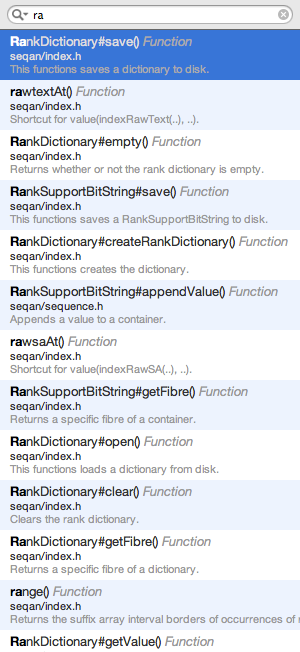 ra
RankDictionary#save() Function
seqan/index.h
This functions saves a dictionary to disk.
rawtextAt() Function
seqan/index.h
Shortcut for value(indexRawText(..), ..).
RankDictionary#empty() Function
seqan/index.h
Returns whether or not the rank dictionary is empty.
RankSupportBitString#save() Function
seqan/index.h
This functions saves a RankSupportBitString to disk.
RankDictionary#createRankDictionary() Function
seqan/index.h
This functions creates the dictionary.
RankSupportBitString#appendValue() Function
seqan/sequence.h
Appends a value to a container.
rawsaAt() Function
seqan/index.h
Shortcut for value(indexRawSA(..), ..).
RankSupportBitString#getFibre() Function
seqan/index.h
Returns a specific fibre of a container.
RankDictionary#open() Function
seqan/index.h
This functions loads a dictionary from disk.
RankDictionary#clear() Function
seqan/index.h
Clears the rank dictionary.
RankDictionary#getFibre() Function
seqan/index.h
Returns a specific fibre of a dictionary.
range() Function
seqan/index.h
Returns the suffix array interval borders of occurrences of
RankDictionary#getValue() Function